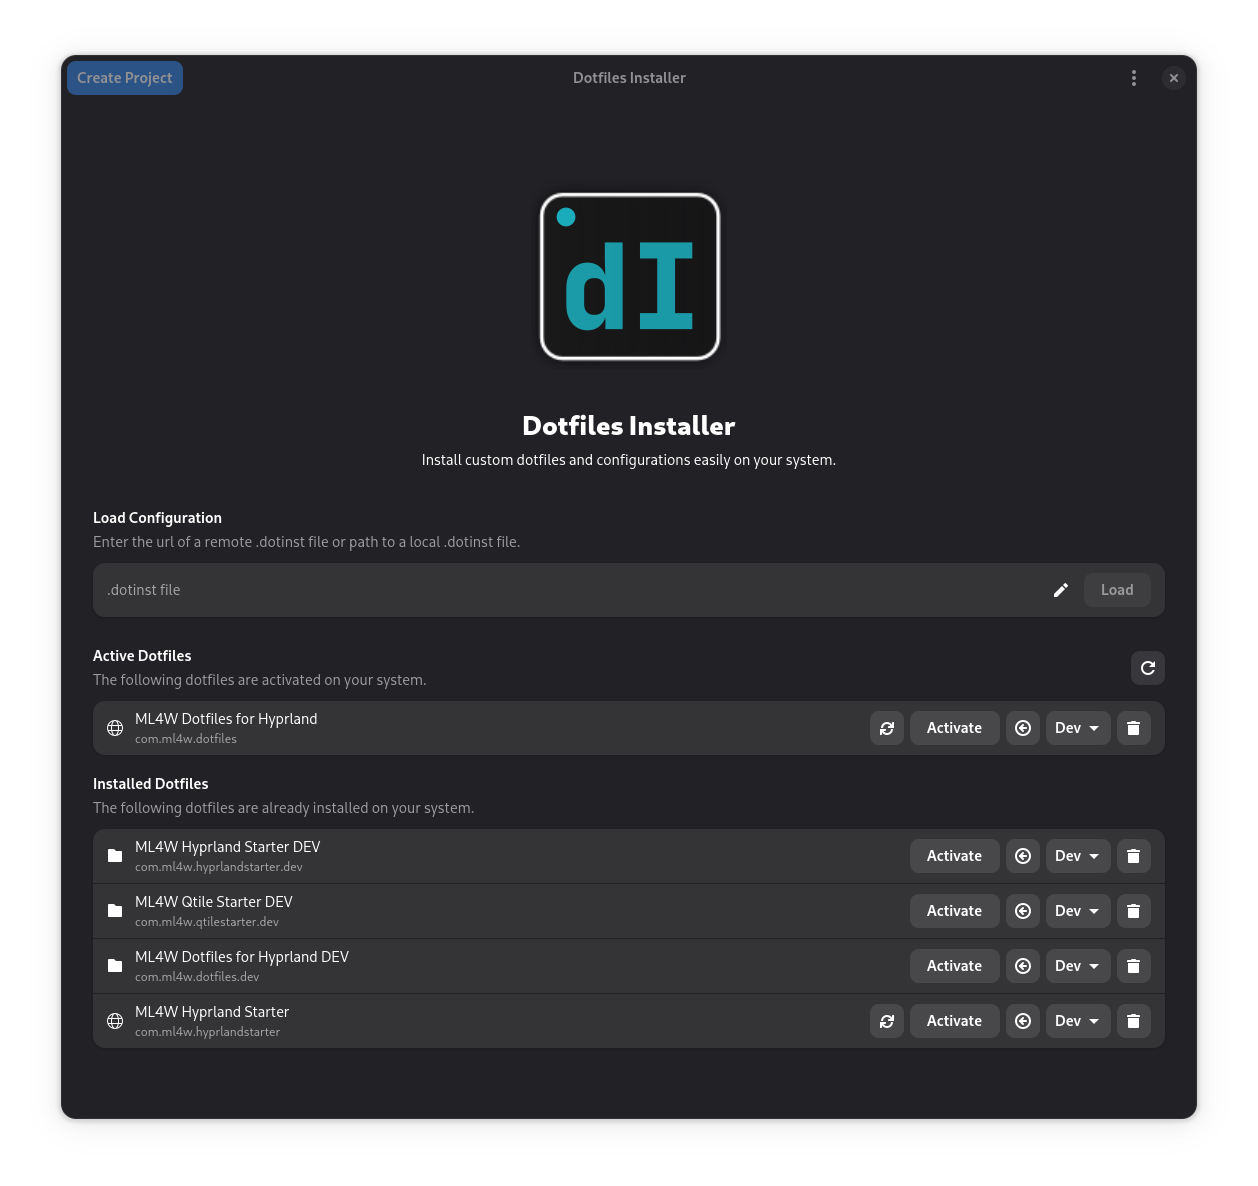 Create Project
Dotfiles Installer
dI
Dotfiles Installer
Install custom dotfiles and configurations easily on your system.
Load Configuration
Enter the url of a remote .dotinst file or path to a local .dotinst file.
.dotinst file
Load
Active Dotfiles
The following dotfiles are activated on your system.
ML4W Dotfiles for Hyprland
com.ml4w.dotfiles
Activate
Dev
Installed Dotfiles
The following dotfiles are already installed on your system.
ML4W Hyprland Starter DEV
com.ml4w.hyprlandstarter.dev
Activate
Dev
ML4W Qtile Starter DEV
com.ml4w.qtilestarter.dev
Activate
Dev
ML4W Dotfiles for Hyprland DEV
com.ml4w.dotfiles.dev
Activate
Dev
ML4W Hyprland Starter
com.ml4w.hyprlandstarter
Activate
Dev